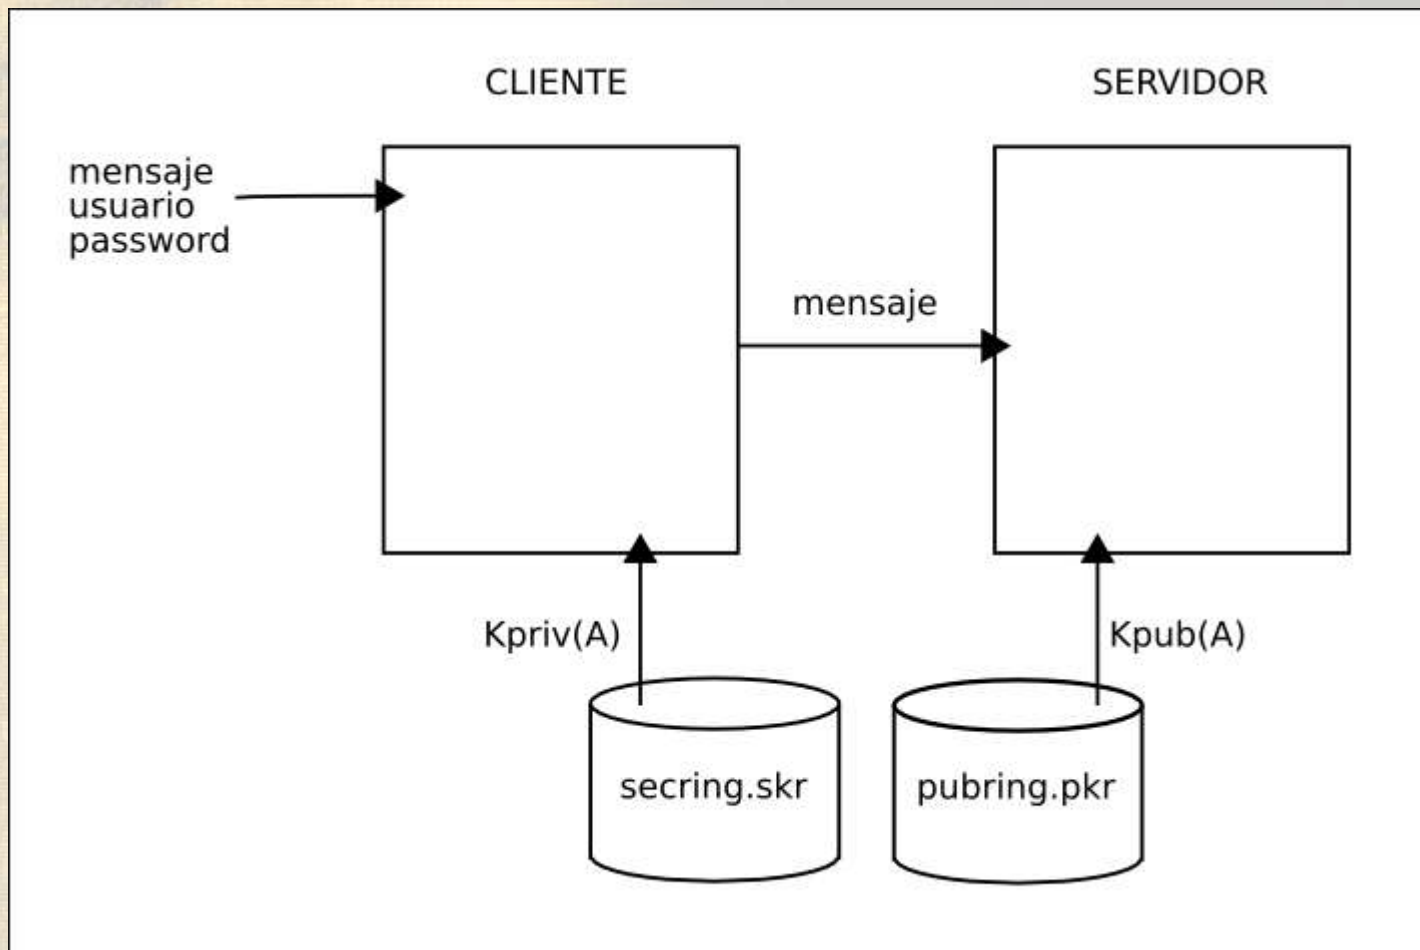 CLIENTE
SERVIDOR
mensaje
usuario
password
mensaje
Kpriv(A)
Kpub(A)
secring.skr
pubring.pkr